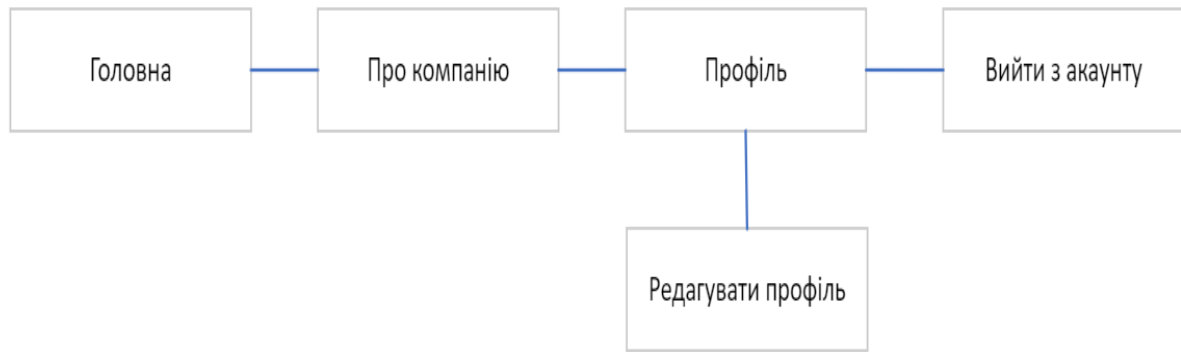 Головна
Про компанію
Профіль
Вийти з акаунту
Редагувати профіль